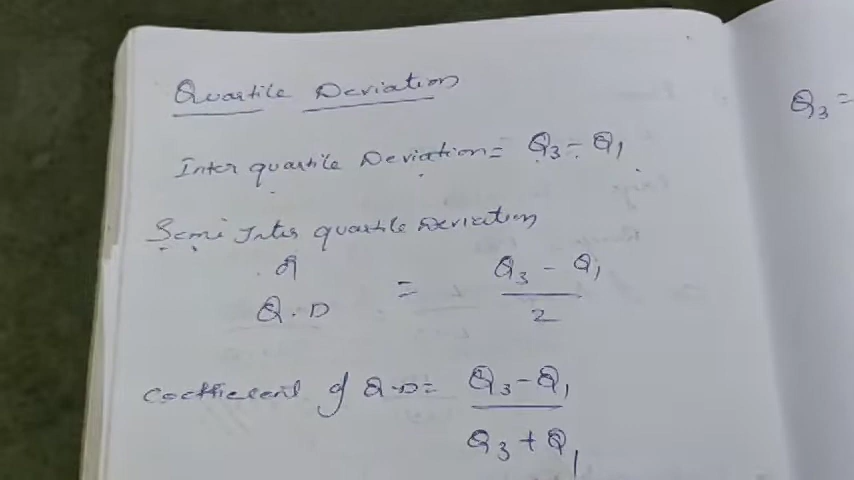 Quartile Deviation
Inter quartile Deviation = Q₃ - Q₁
Semi Inter quartile Deviation
or
Q.D = Q₃ - Q₁ / 2
Coefficient of Q.D = Q₃ - Q₁ / Q₃ + Q₁
Q₃ =